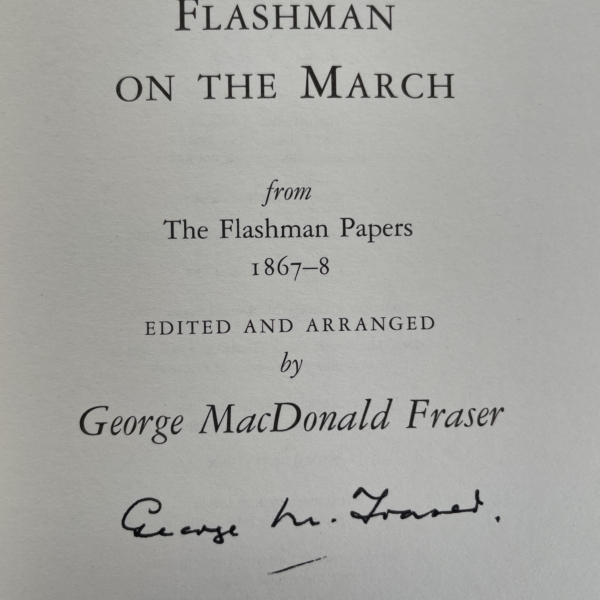 FLASHMAN
ON THE MARCH
from
The Flashman Papers
1867–8
EDITED AND ARRANGED
by
George MacDonald Fraser
George M. Fraser.